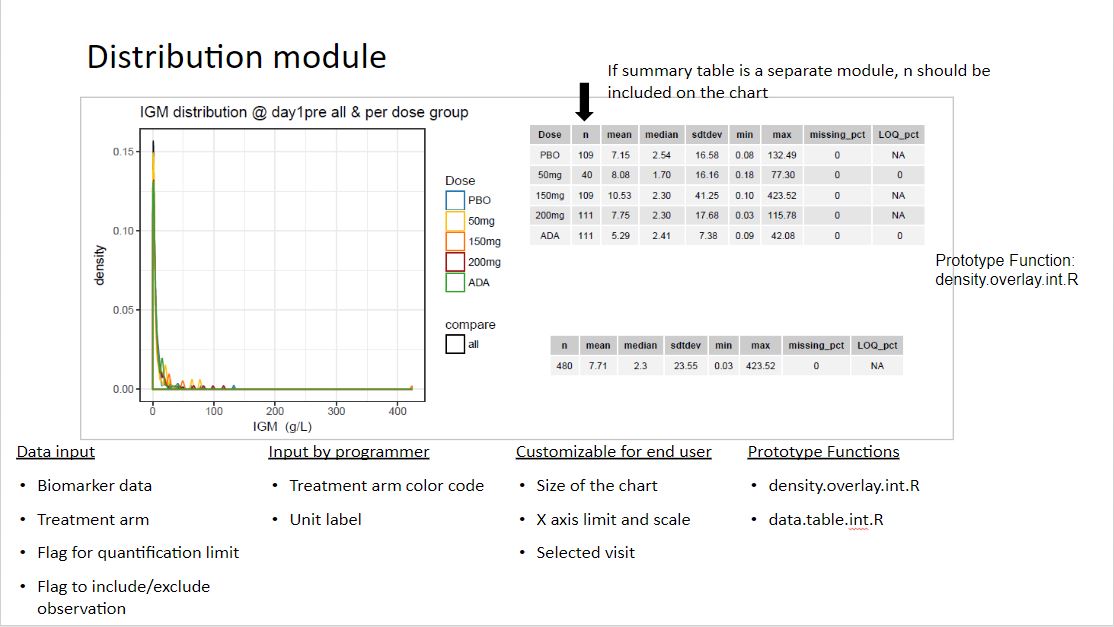 Distribution module
If summary table is a separate module, n should be
included on the chart
IGM distribution @ day1pre all & per dose group
0.15
0.10
0.05
0.00
density
0 100 200 300 400
IGM (g/L)
Dose
PBO
50mg
150mg
200mg
ADA
compare
all
Dose n mean median sdtdev min max missing_pct LOQ_pct
PBO 109 7.15 2.54 16.58 0.08 132.49 0 NA
50mg 40 8.08 1.70 16.16 0.18 77.30 0 0
150mg 109 10.53 2.30 41.25 0.10 423.52 0 NA
200mg 111 7.75 2.30 17.68 0.03 115.78 0 NA
ADA 111 5.29 2.41 7.38 0.09 42.08 0 0
Prototype Function:
density.overlay.int.R
n mean median sdtdev min max missing_pct LOQ_pct
480 7.71 2.3 23.55 0.03 423.52 0 NA
Data input
• Biomarker data
• Treatment arm
• Flag for quantification limit
• Flag to include/exclude
observation
Input by programmer
• Treatment arm color code
• Unit label
Customizable for end user
• Size of the chart
• X axis limit and scale
• Selected visit
Prototype Functions
• density.overlay.int.R
• data.table.int.R